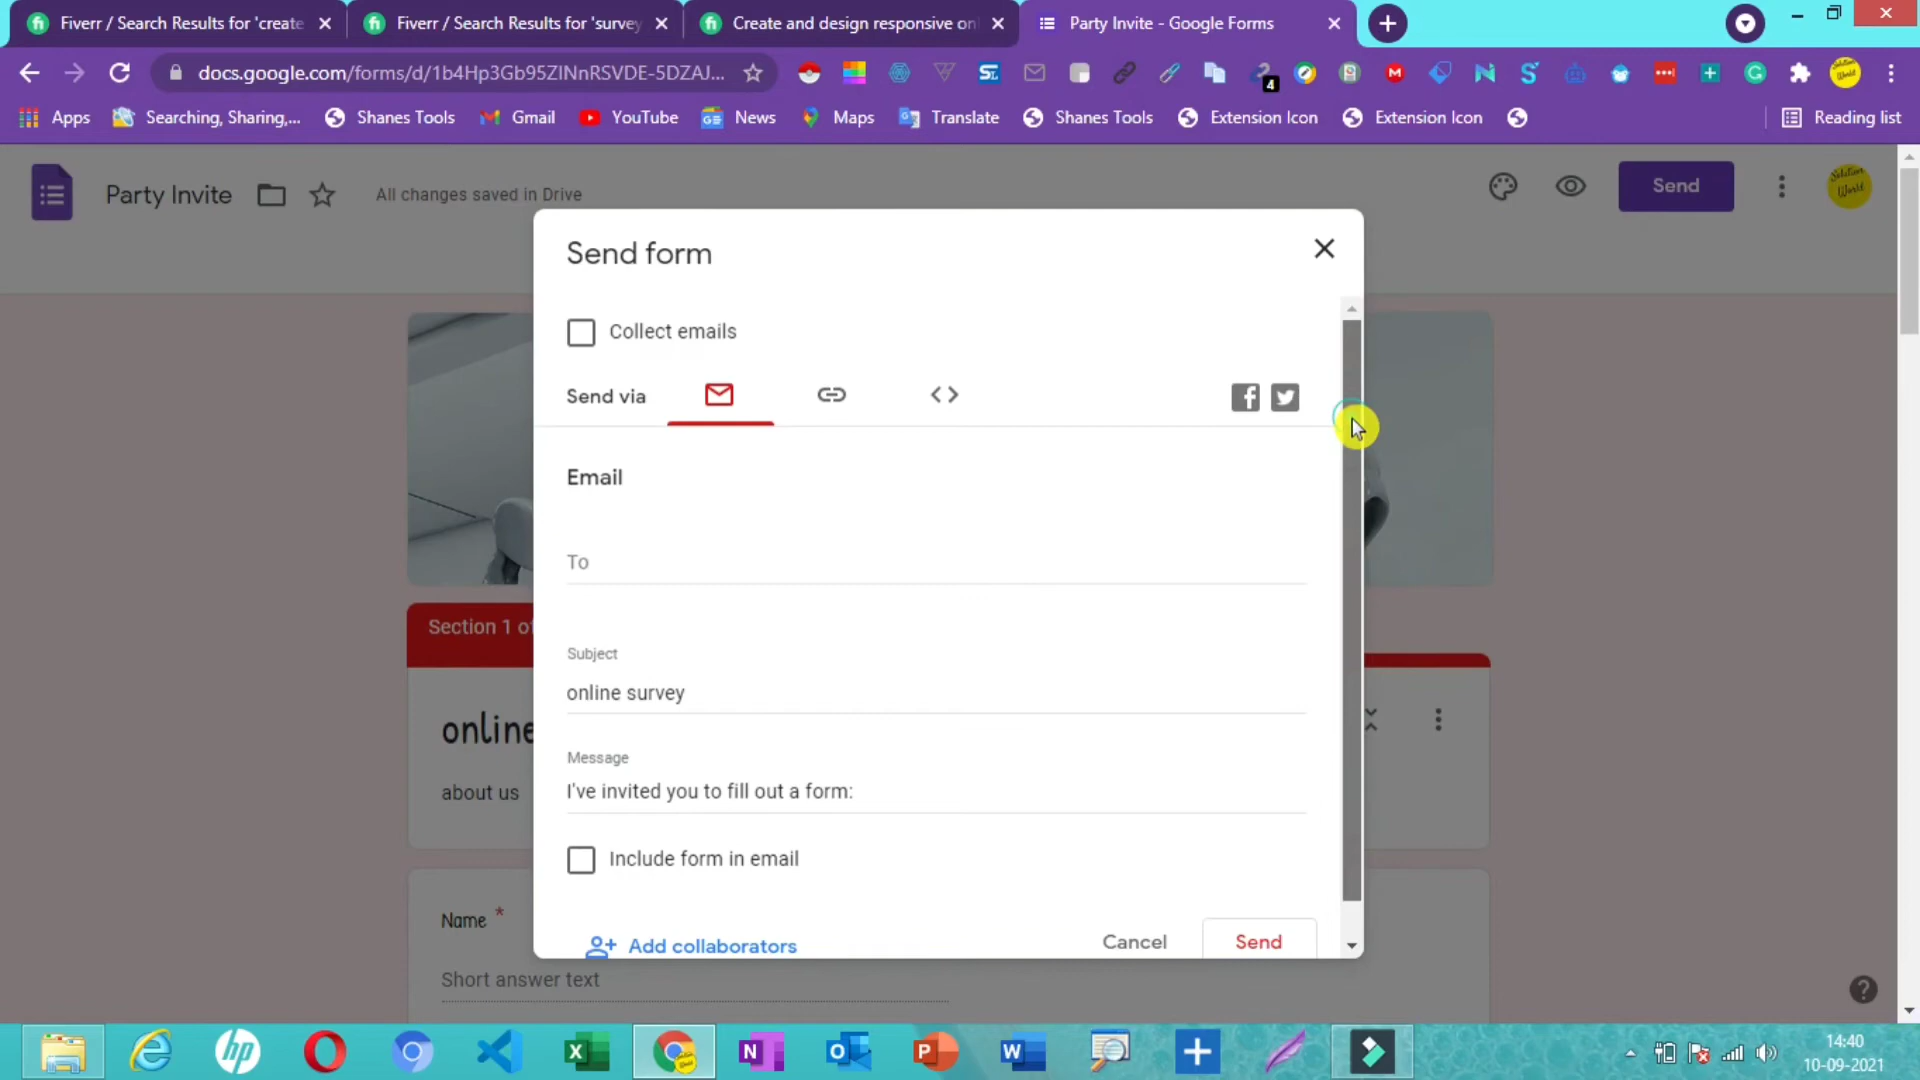 Fiverr / Search Results for 'create
Fiverr / Search Results for 'survey
Create and design responsive on
Party Invite - Google Forms
docs.google.com/forms/d/1b4Hp3Gb95ZlNnRSVDE-5DZAJ...
4
Apps
Searching, Sharing,...
Shanes Tools
Gmail
YouTube
News
Maps
Translate
Shanes Tools
Extension Icon
Extension Icon
Reading list
Party Invite
All changes saved in Drive
Send
Solution World
Send form
Collect emails
Send via
Email
To
Subject
online survey
Message
I've invited you to fill out a form:
Include form in email
Add collaborators
Cancel
Send
Section 1 of
online
about us
Name *
Short answer text
14:40
10-09-2021